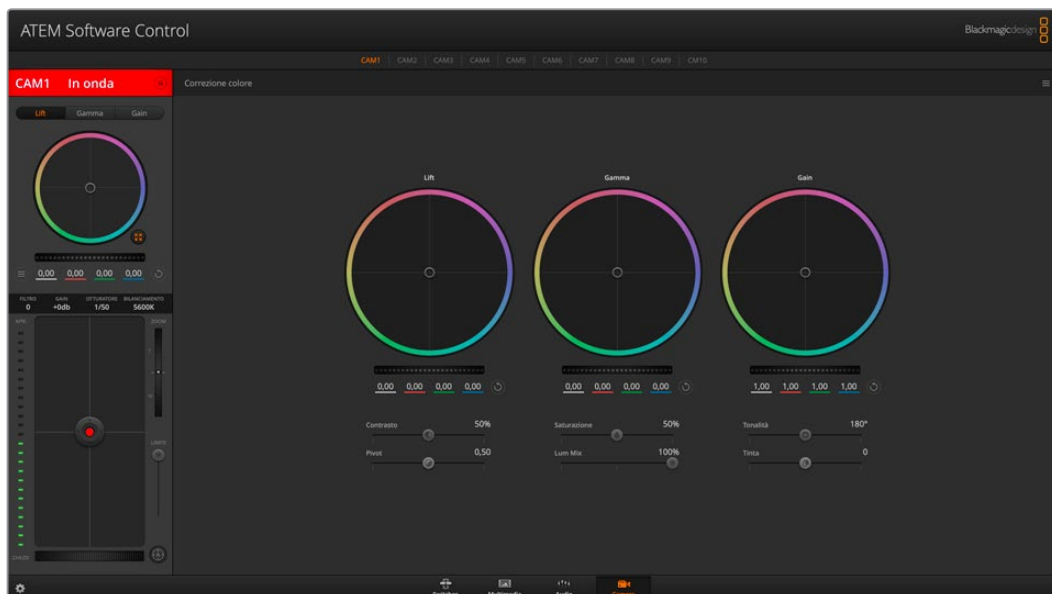 ATEM Software Control
Blackmagicdesign
CAM1 CAM2 CAM3 CAM4 CAM5 CAM6 CAM7 CAM8 CAM9 CM10
CAM1 In onda
Correzione colore
Lift Gamma Gain
Lift Gamma Gain
0,00 0,00 0,00 0,00
FILTRO GAIN OTTURATORE BILANCIAMENTO
0 +0db 1/50 5600K
ZOOM
T
W
LIMITE
0,00 0,00 0,00 0,00 0,00 0,00 0,00 0,00 1,00 1,00 1,00 1,00
Contrasto 50% Saturazione 50% Tonalità 180°
Pivot 0,50 Lum Mix 100% Tinta 0